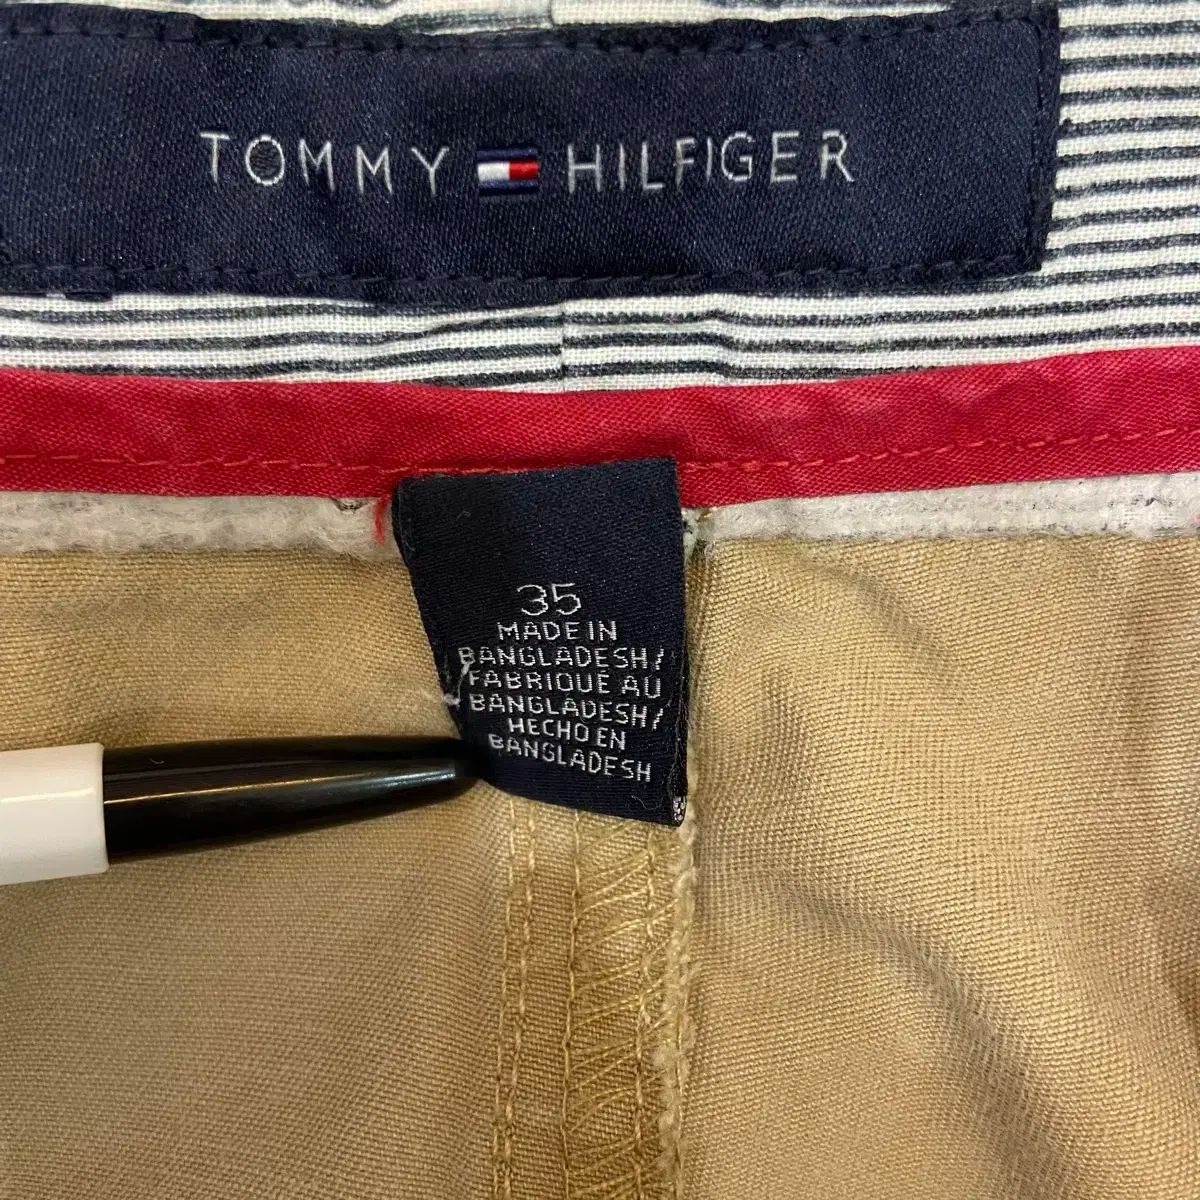 TOMMY HILFIGER
35
MADE IN
BANGLADESH/
FABRIQUÉ AU
BANGLADESH/
HECHO EN
BANGLADESH